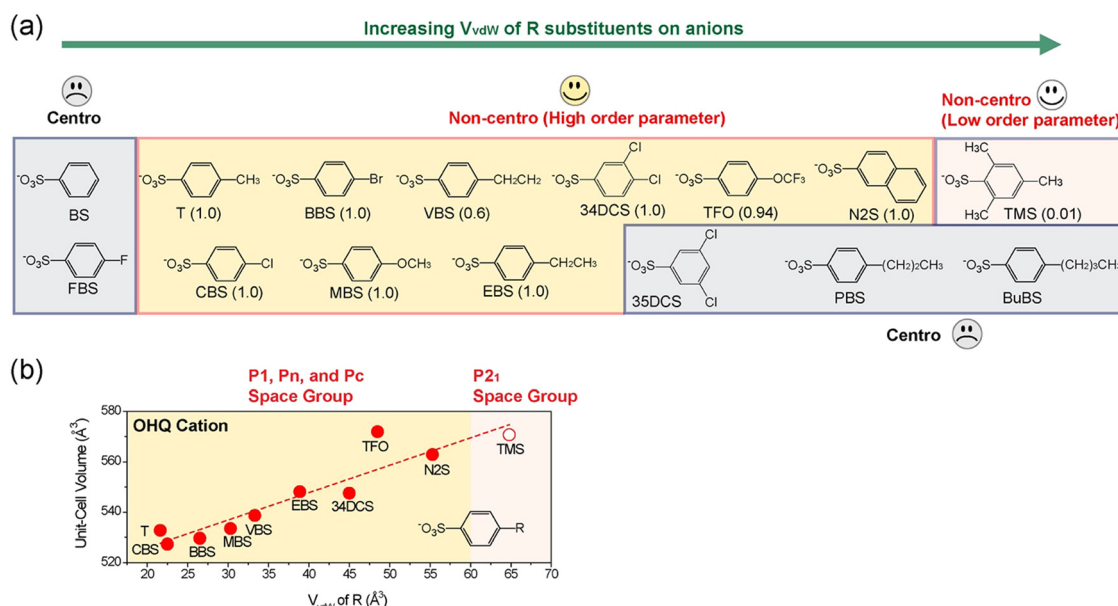 (a)
Increasing VvdW of R substituents on anions
Centro
Non-centro (High order parameter)
Non-centro
(Low order parameter)
-O3S
BS
-O3S
CH3
T (1.0)
-O3S
Br
BBS (1.0)
-O3S
CH2CH2
VBS (0.6)
-O3S
Cl
Cl
34DCS (1.0)
-O3S
OCF3
TFO (0.94)
-O3S
N2S (1.0)
H3C
-O3S
CH3
H3C
TMS (0.01)
-O3S
F
FBS
-O3S
Cl
CBS (1.0)
-O3S
OCH3
MBS (1.0)
-O3S
CH2CH3
EBS (1.0)
-O3S
Cl
Cl
35DCS
-O3S
(CH2)2CH3
PBS
-O3S
(CH2)3CH3
BuBS
Centro
(b)
P1, Pn, and Pc
Space Group
P21
Space Group
OHQ Cation
Unit-Cell Volume (Å3)
580
560
540
520
T
CBS
BBS
MBS
VBS
EBS
34DCS
TFO
N2S
TMS
-O3S
R
20 25 30 35 40 45 50 55 60 65 70
VvdW of R (Å3)